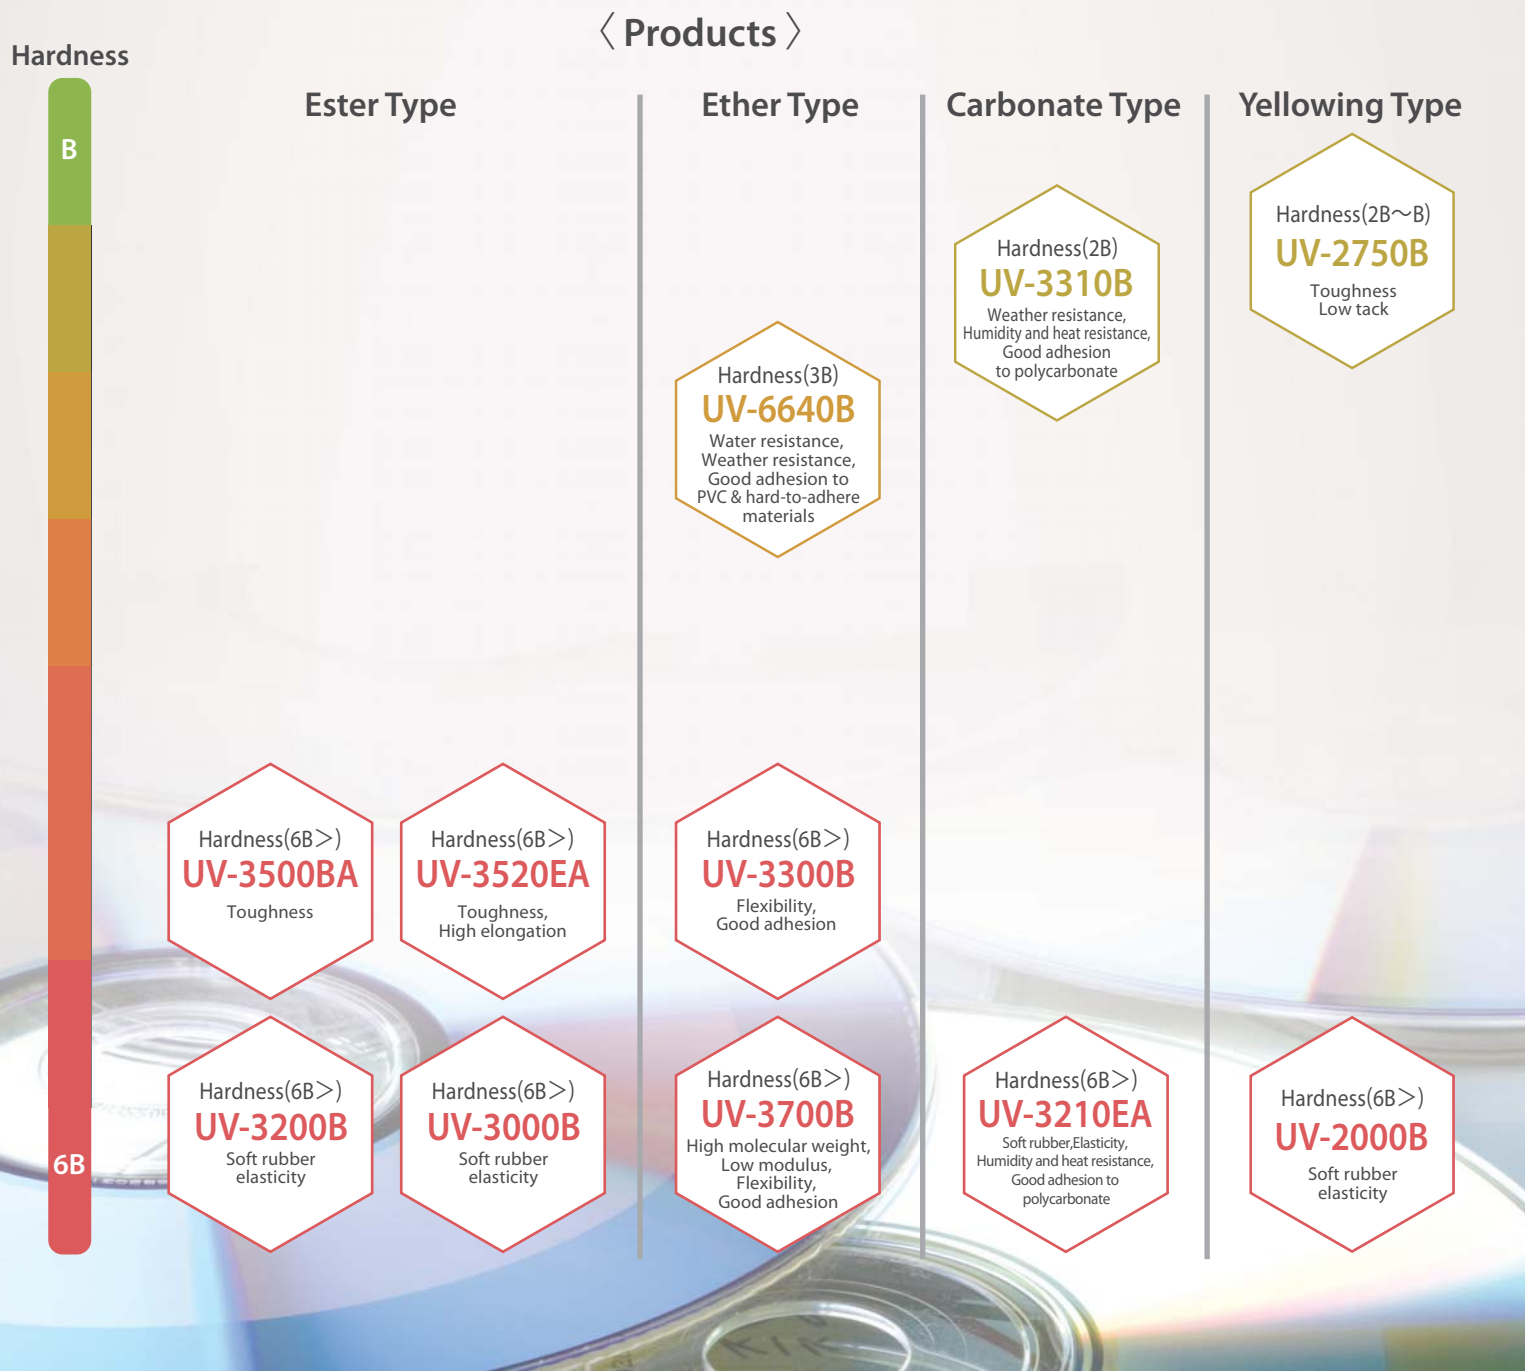 〈 Products 〉
Hardness
B
6B
Ester Type
Ether Type
Carbonate Type
Yellowing Type
Hardness(2B〜B)
UV-2750B
Toughness
Low tack
Hardness(2B)
UV-3310B
Weather resistance,
Humidity and heat resistance,
Good adhesion
to polycarbonate
Hardness(3B)
UV-6640B
Water resistance,
Weather resistance,
Good adhesion to
PVC & hard-to-adhere
materials
Hardness(6B＞)
UV-3500BA
Toughness
Hardness(6B＞)
UV-3520EA
Toughness,
High elongation
Hardness(6B＞)
UV-3300B
Flexibility,
Good adhesion
Hardness(6B＞)
UV-3200B
Soft rubber
elasticity
Hardness(6B＞)
UV-3000B
Soft rubber
elasticity
Hardness(6B＞)
UV-3700B
High molecular weight,
Low modulus,
Flexibility,
Good adhesion
Hardness(6B＞)
UV-3210EA
Soft rubber,Elasticity,
Humidity and heat resistance,
Good adhesion to
polycarbonate
Hardness(6B＞)
UV-2000B
Soft rubber
elasticity